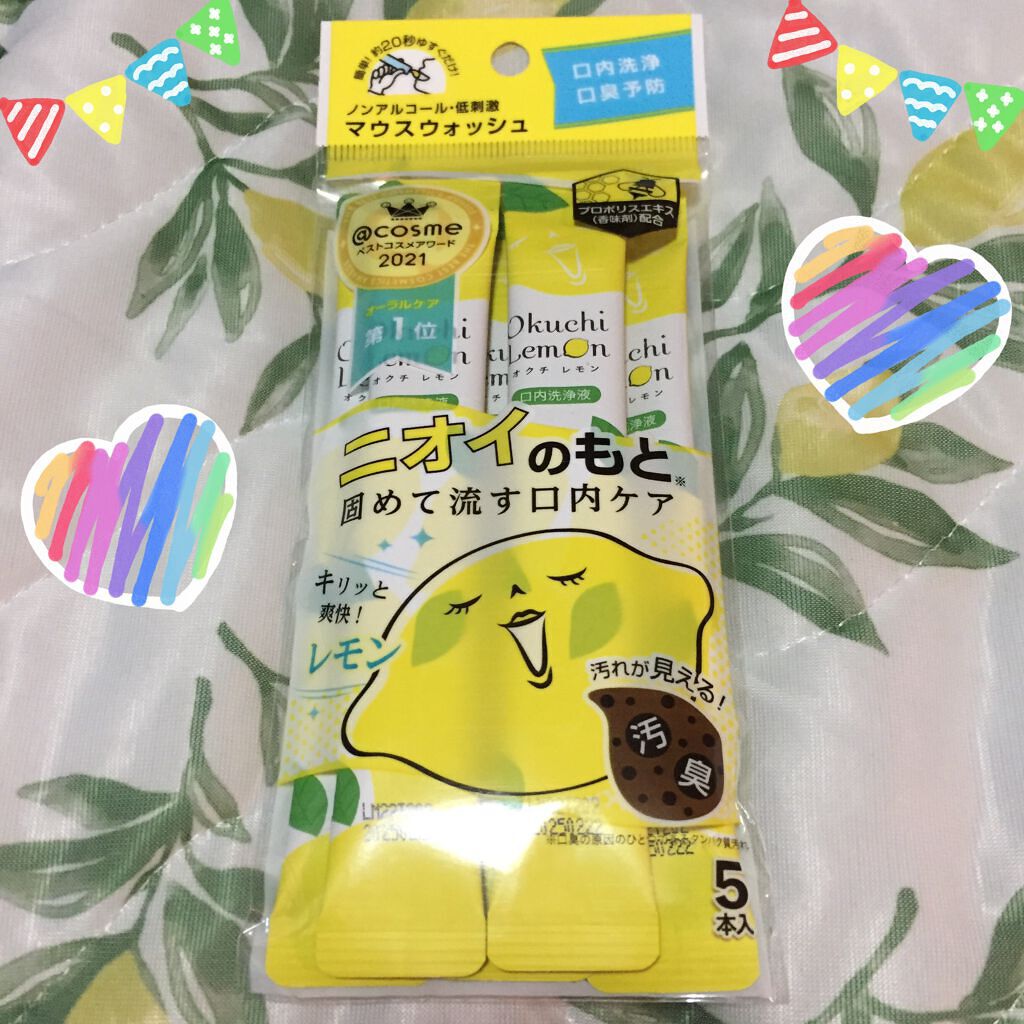 簡単!約20秒ゆすぐだけ!
ノンアルコール・低刺激
マウスウォッシュ
口内洗浄
口臭予防
@cosme
ベストコスメアワード
2021
オーラルケア
第1位
プロポリスエキス
(香味剤)配合
Okuchi
Lemon
オクチ レモン
口内洗浄液
ニオイのもと※
固めて流す口内ケア
キリッと
爽快!
レモン
汚れが見える!
汚
臭
5
本入